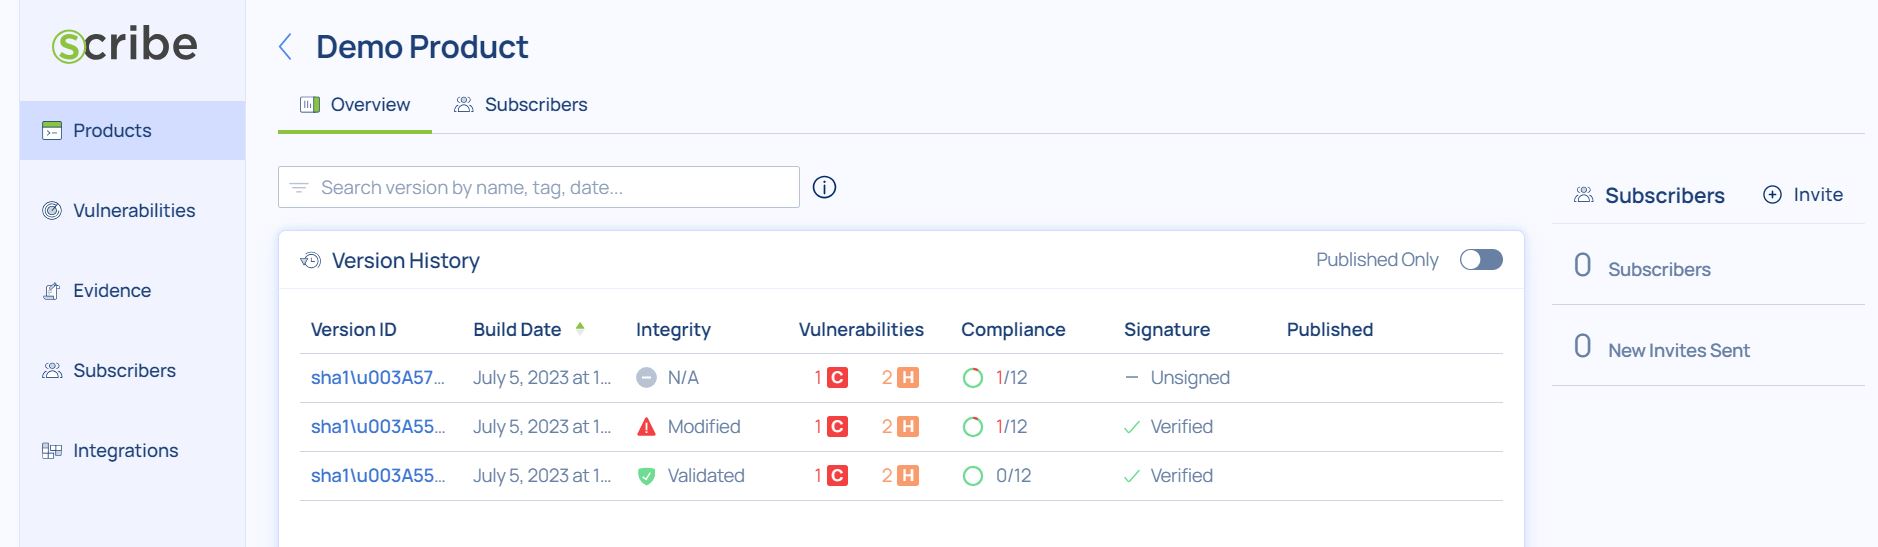 scribe
Products
Vulnerabilities
Evidence
Subscribers
Integrations
Demo Product
Overview Subscribers
Search version by name, tag, date...
Version History Published Only
Version ID Build Date Integrity Vulnerabilities Compliance Signature Published
sha1\u003A57... July 5, 2023 at 1... N/A 1 C 2 H 1/12 Unsigned
sha1\u003A55... July 5, 2023 at 1... Modified 1 C 2 H 1/12 Verified
sha1\u003A55... July 5, 2023 at 1... Validated 1 C 2 H 0/12 Verified
Subscribers Invite
0 Subscribers
0 New Invites Sent